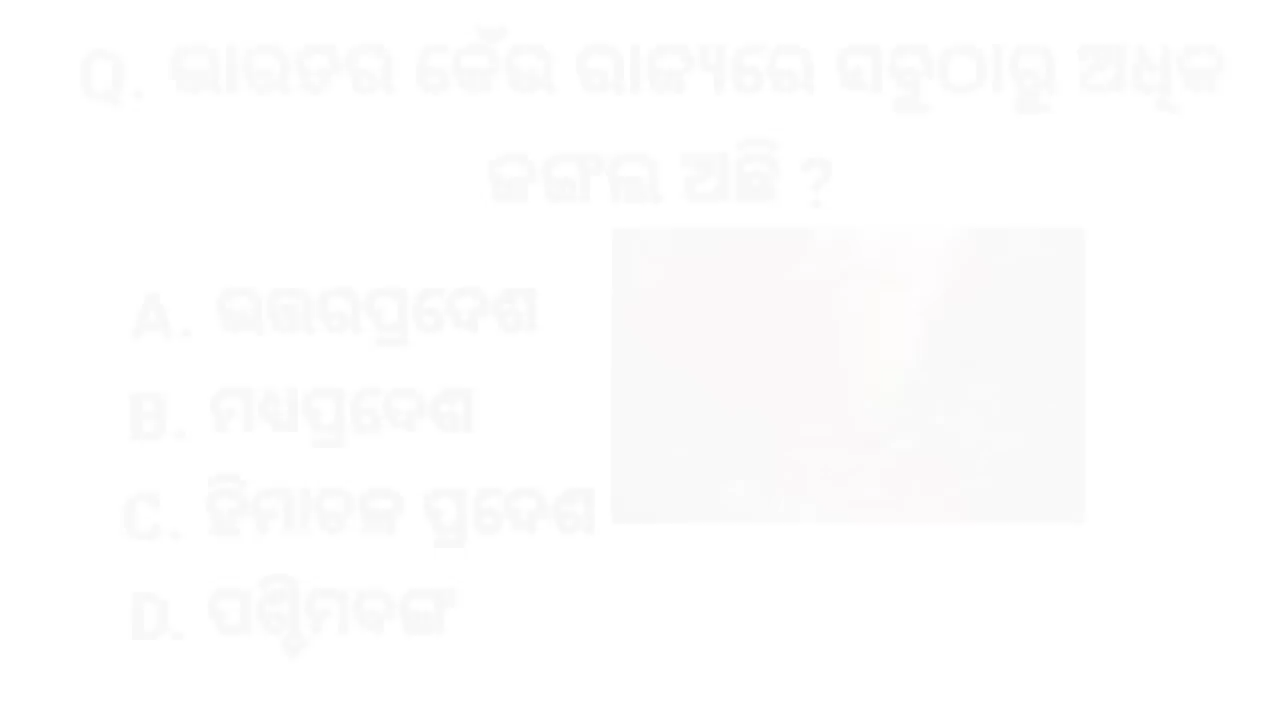 Q. ଭାରତର କେଁଉ ରାଜ୍ୟରେ ସବୁଠାରୁ ଅଧିକ
ଜଙ୍ଗଲ ଅଛି ?
A. ଉତ୍ତରପ୍ରଦେଶ
B. ମଧ୍ୟପ୍ରଦେଶ
C. ହିମାଚଳ ପ୍ରଦେଶ
D. ପଶ୍ଚିମବଙ୍ଗ